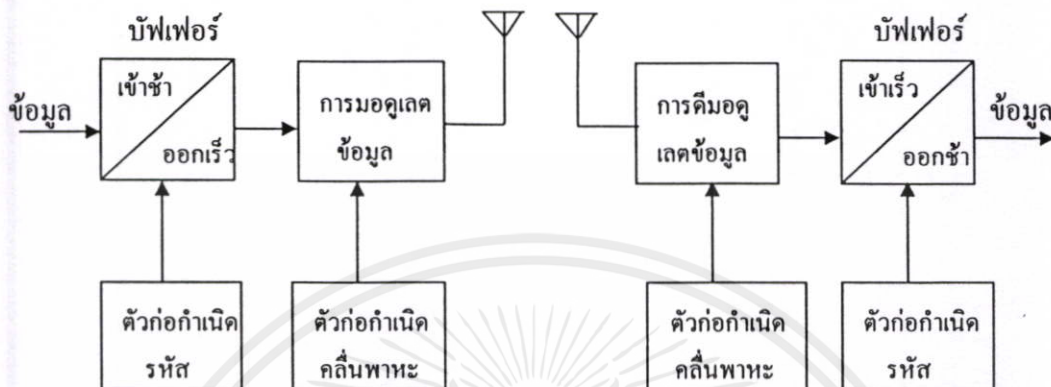 บัฟเฟอร์
บัฟเฟอร์
ข้อมูล
เข้าช้า
ออกเร็ว
การมอดูเลต
ข้อมูล
การดีมอดู
เลตข้อมูล
เข้าเร็ว
ออกช้า
ข้อมูล
ตัวก่อกำเนิด
รหัส
ตัวก่อกำเนิด
คลื่นพาหะ
ตัวก่อกำเนิด
คลื่นพาหะ
ตัวก่อกำเนิด
รหัส